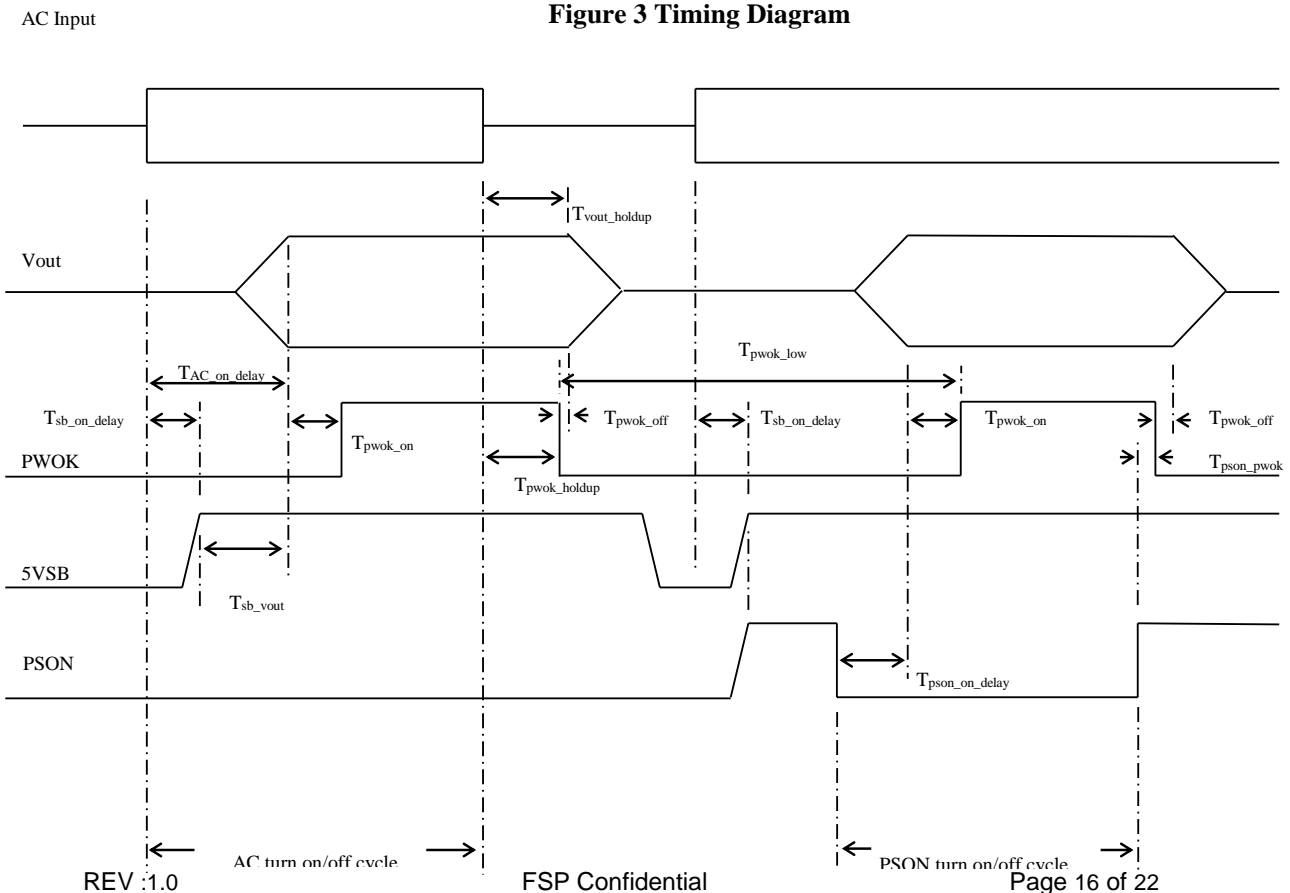 Figure 3 Timing Diagram
AC Input
Tvout_holdup
Vout
Tpwok_low
TAC_on_delay
Tsb_on_delay
Tpwok_off
Tsb_on_delay
Tpwok_on
Tpwok_off
Tpwok_on
PWOK
Tpson_pwok
Tpwok_holdup
5VSB
Tsb_vout
PSON
Tpson_on_delay
AC turn on/off cycle
PSON turn on/off cycle
REV :1.0 FSP Confidential Page 16 of 22